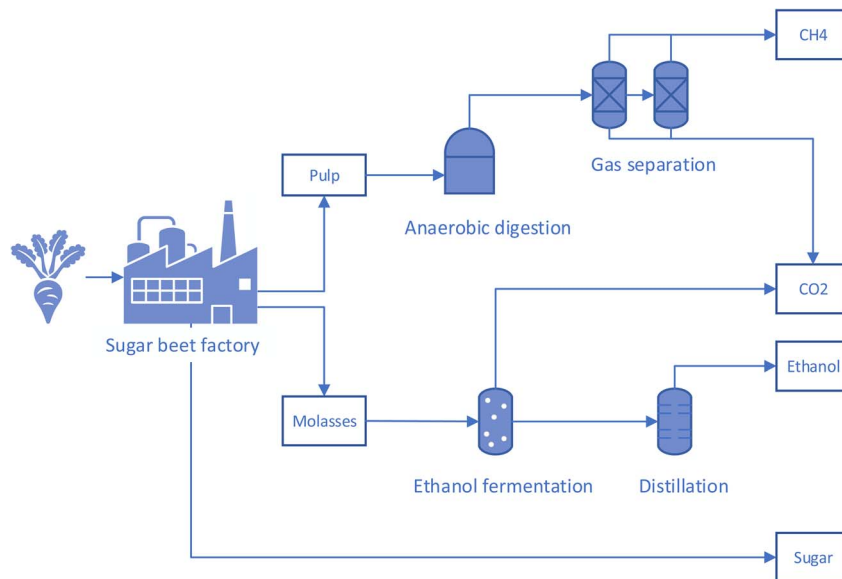 CH4
Gas separation
Pulp
Anaerobic digestion
CO2
Sugar beet factory
Ethanol
Molasses
Ethanol fermentation
Distillation
Sugar